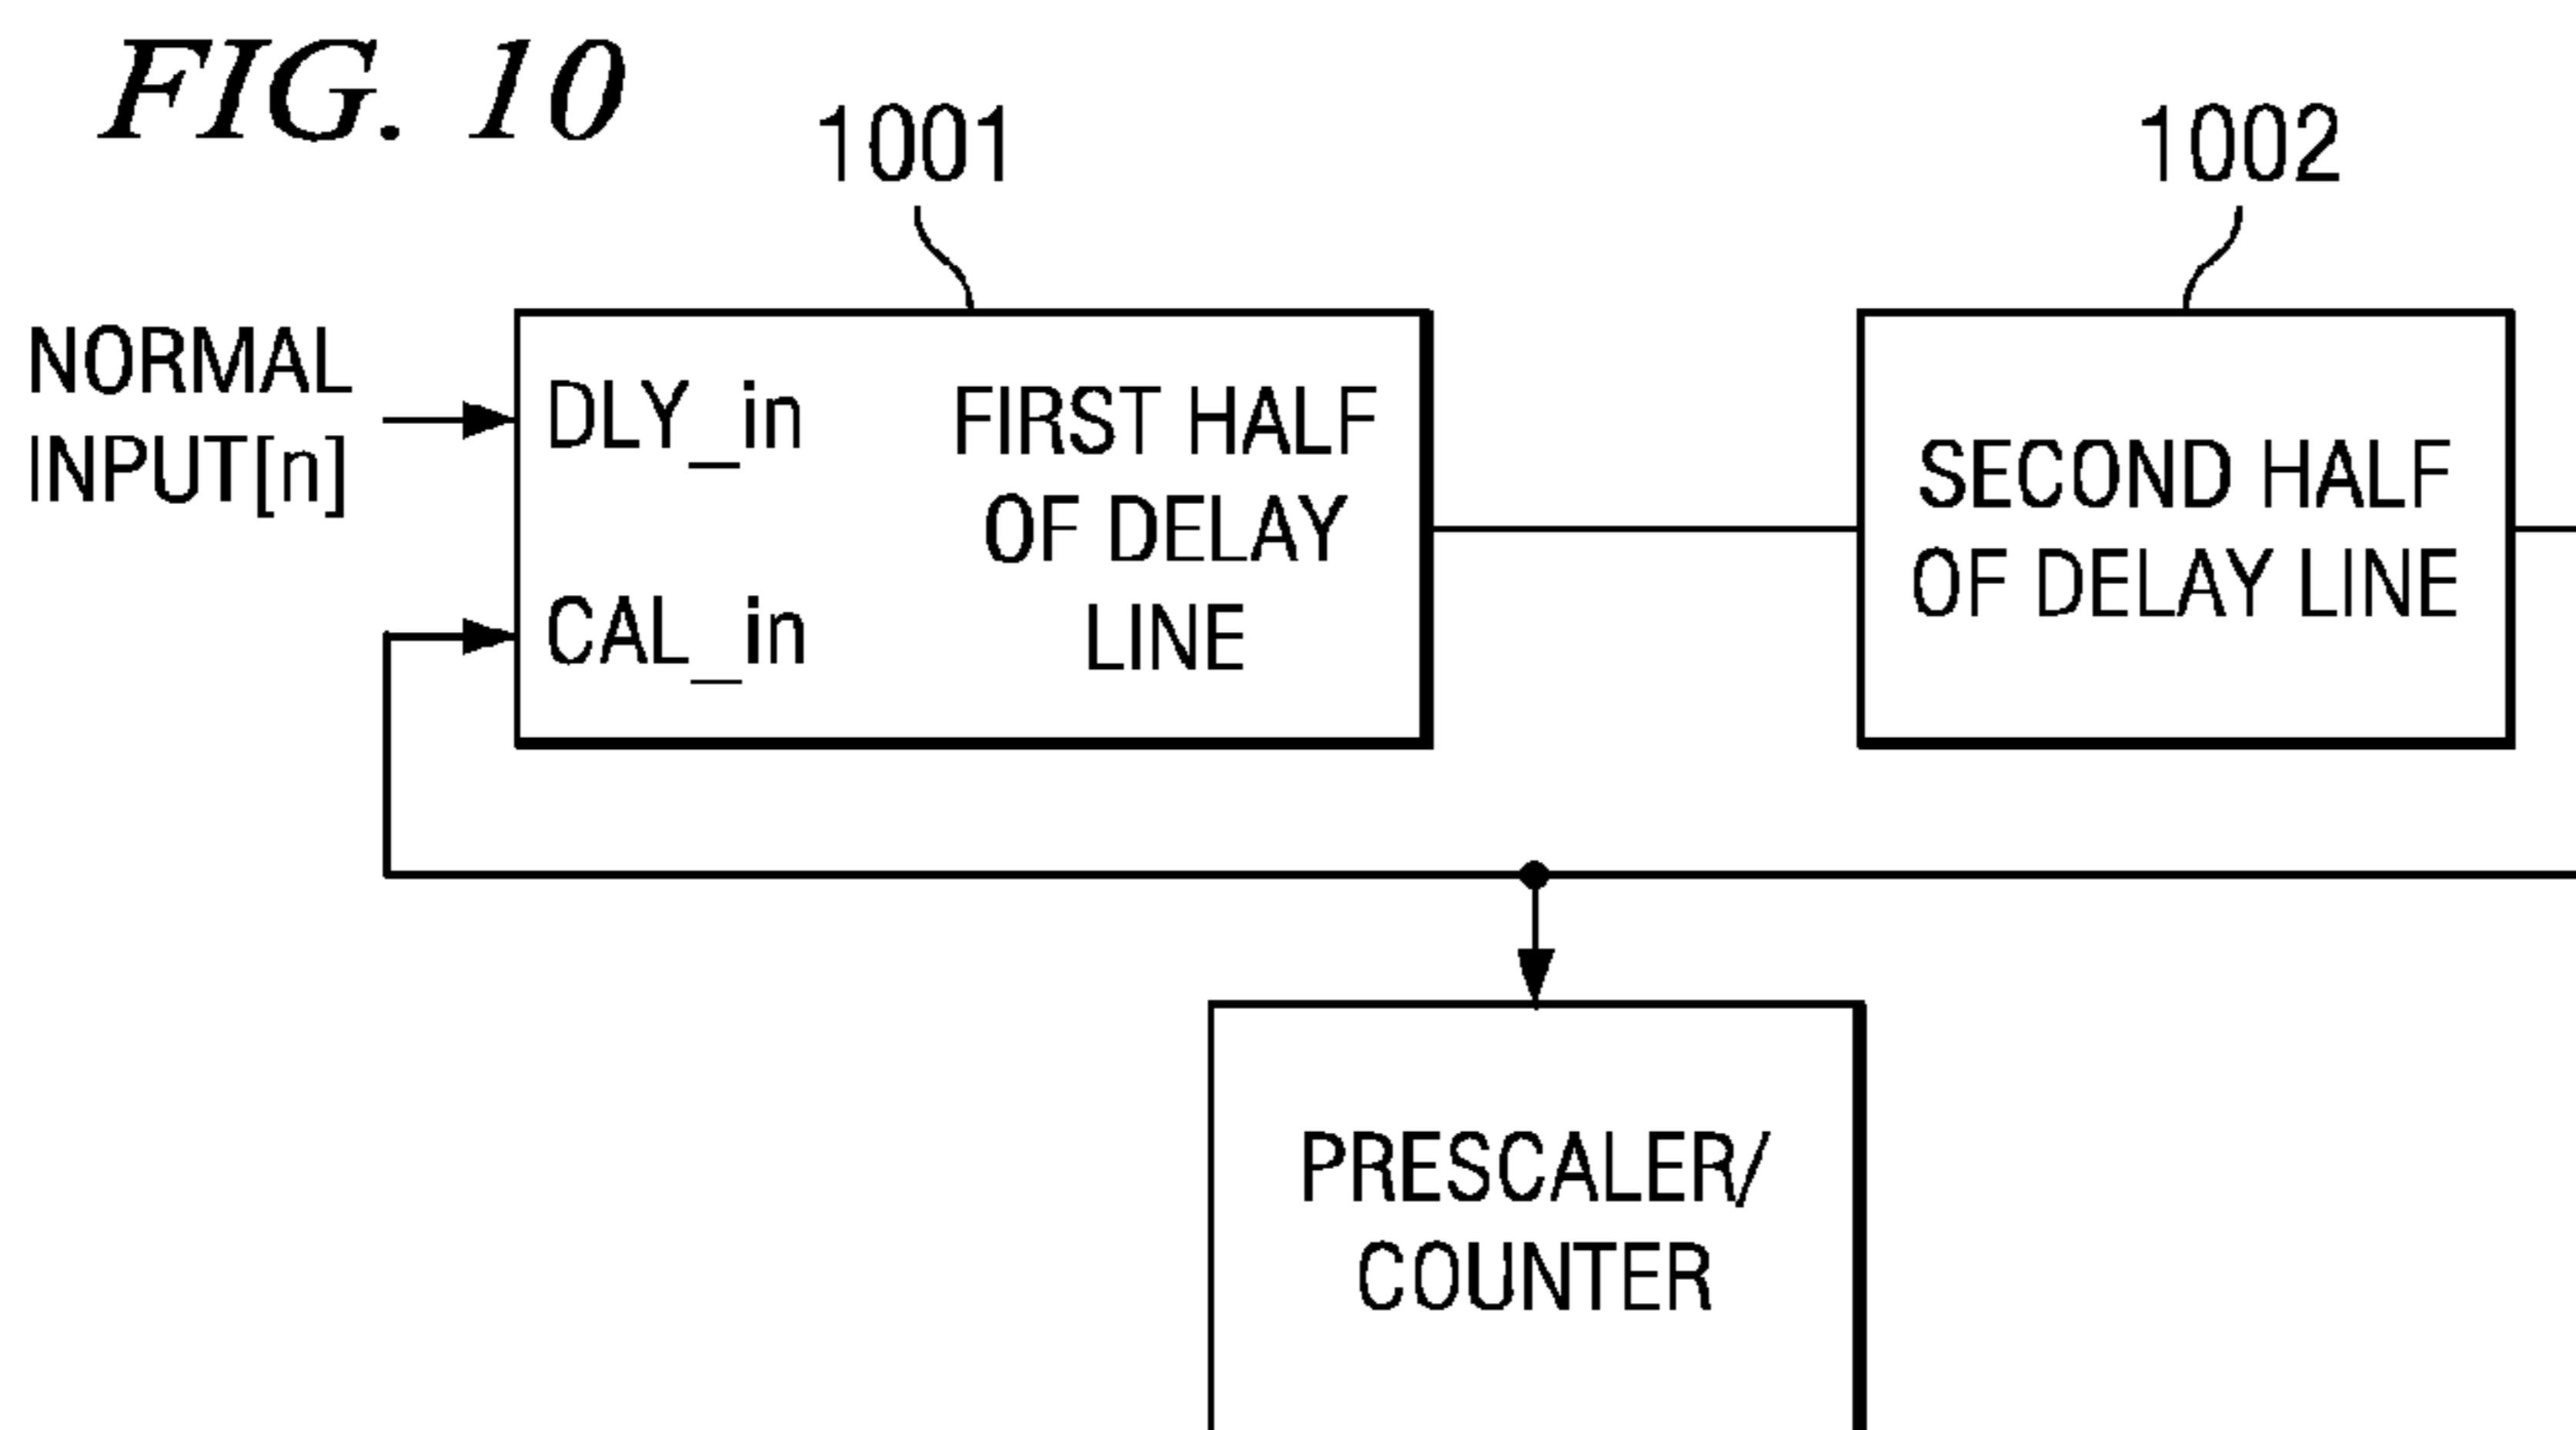 FIG. 10
1001
1002
NORMAL
INPUT[n]
DLY_in
CAL_in
FIRST HALF
OF DELAY
LINE
SECOND HALF
OF DELAY LINE
PRESCALER/
COUNTER